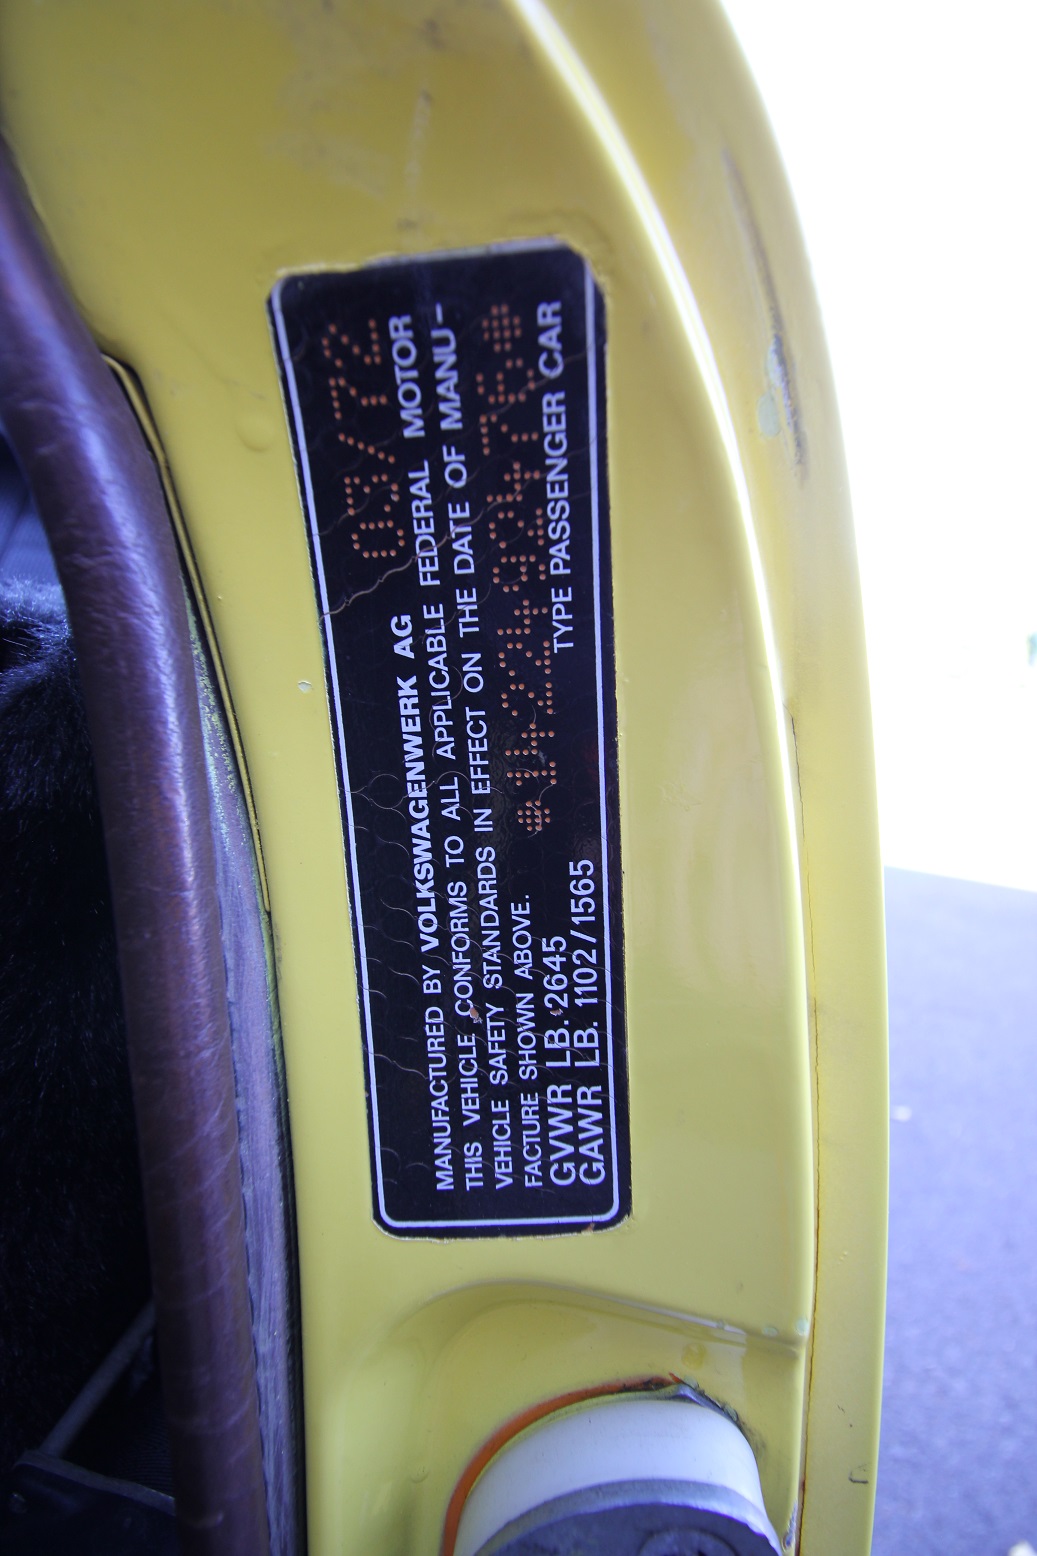 03/72
MANUFACTURED BY VOLKSWAGENWERK AG
THIS VEHICLE CONFORMS TO ALL APPLICABLE FEDERAL MOTOR
VEHICLE SAFETY STANDARDS IN EFFECT ON THE DATE OF MANU -
FACTURE SHOWN ABOVE. 1122490478
GVWR LB. 2645 TYPE PASSENGER CAR
GAWR LB. 1102/1565